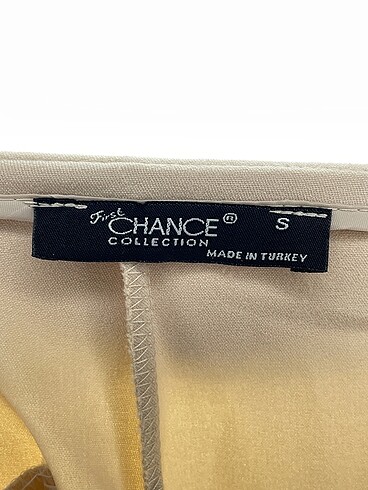 First
CHANCE® S
COLLECTION
MADE IN TURKEY